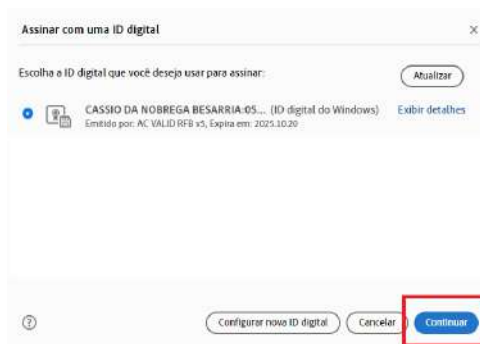 Assinar com uma ID digital
Escolha a ID digital que você deseja usar para assinar:
Atualizar
CASSIO DA NOBREGA BESARRIA:05... (ID digital do Windows)
Exibir detalhes
Emitido por: AC VALID RFB v5, Expira em: 2025.10.20
Configurar nova ID digital
Cancelar
Continuar